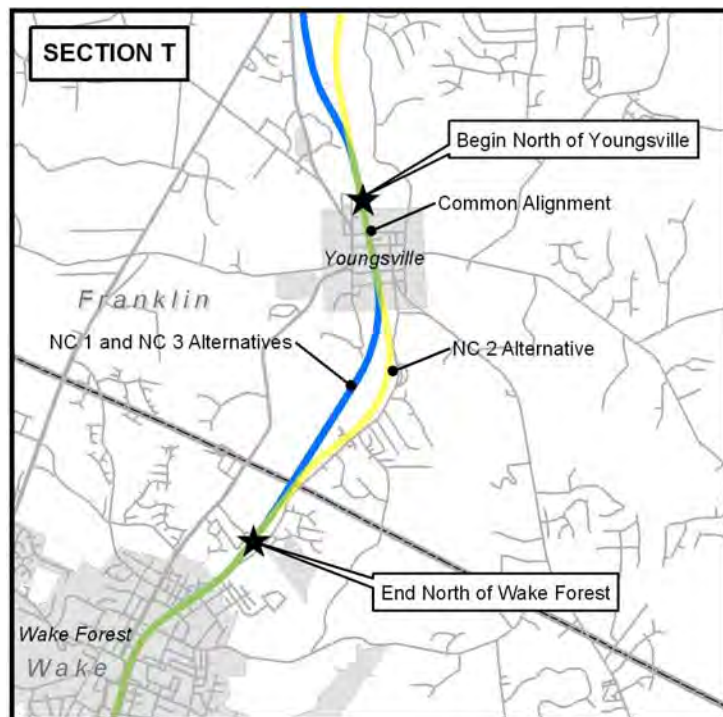 SECTION T
Begin North of Youngsville
Common Alignment
Youngsville
Franklin
NC 1 and NC 3 Alternatives
NC 2 Alternative
End North of Wake Forest
Wake Forest
Wake